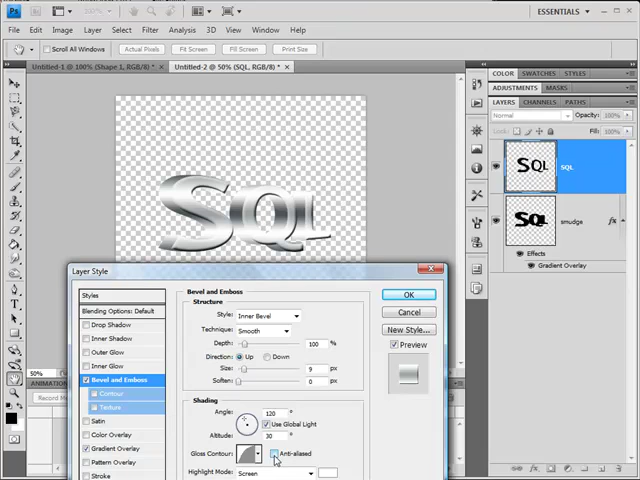 Ps 100% ESSENTIALS
File Edit Image Layer Select Filter Analysis 3D View Window Help
Scroll All Windows Actual Pixels Fit Screen Fill Screen Print Size
Untitled-1 @ 100% (Shape 1, RGB/8) * × Untitled-2 @ 50% (SQL, RGB/8) * ×
COLOR SWATCHES STYLES
ADJUSTMENTS MASKS
LAYERS CHANNELS PATHS
Normal Opacity: 100%
Lock: Fill: 100%
SQL
SQL SQL
SQL smudge fx
Effects
Gradient Overlay
50%
ANIMATION
Record M
Layer Style
Styles
Blending Options: Default
Drop Shadow
Inner Shadow
Outer Glow
Inner Glow
Bevel and Emboss
Contour
Texture
Satin
Color Overlay
Gradient Overlay
Pattern Overlay
Stroke
Bevel and Emboss
Structure
Style: Inner Bevel
Technique: Smooth
Depth: 100 %
Direction: Up Down
Size: 9 px
Soften: 0 px
Shading
Angle: 120 °
Use Global Light
Altitude: 30 °
Gloss Contour: Anti-aliased
Highlight Mode: Screen
OK
Cancel
New Style...
Preview